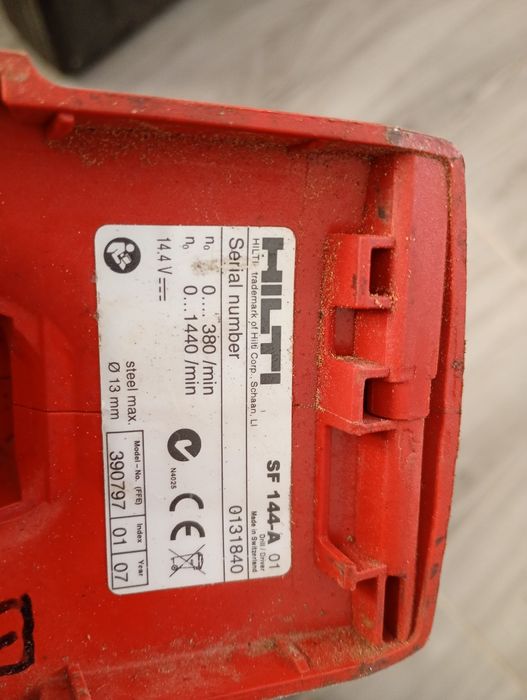 HILTI
HILTI trademark of Hilti Corp., Schaan, LI
SF 144-A 01
Drill / Driver
Made in Switzerland
Serial number 0131840
n₀ 0.... 380 /min
n₀ 0...1440 /min
14,4 V
N4025
CE
steel max.
Ø 13 mm
Model-No. (PFE) Index Year
390797 01 07